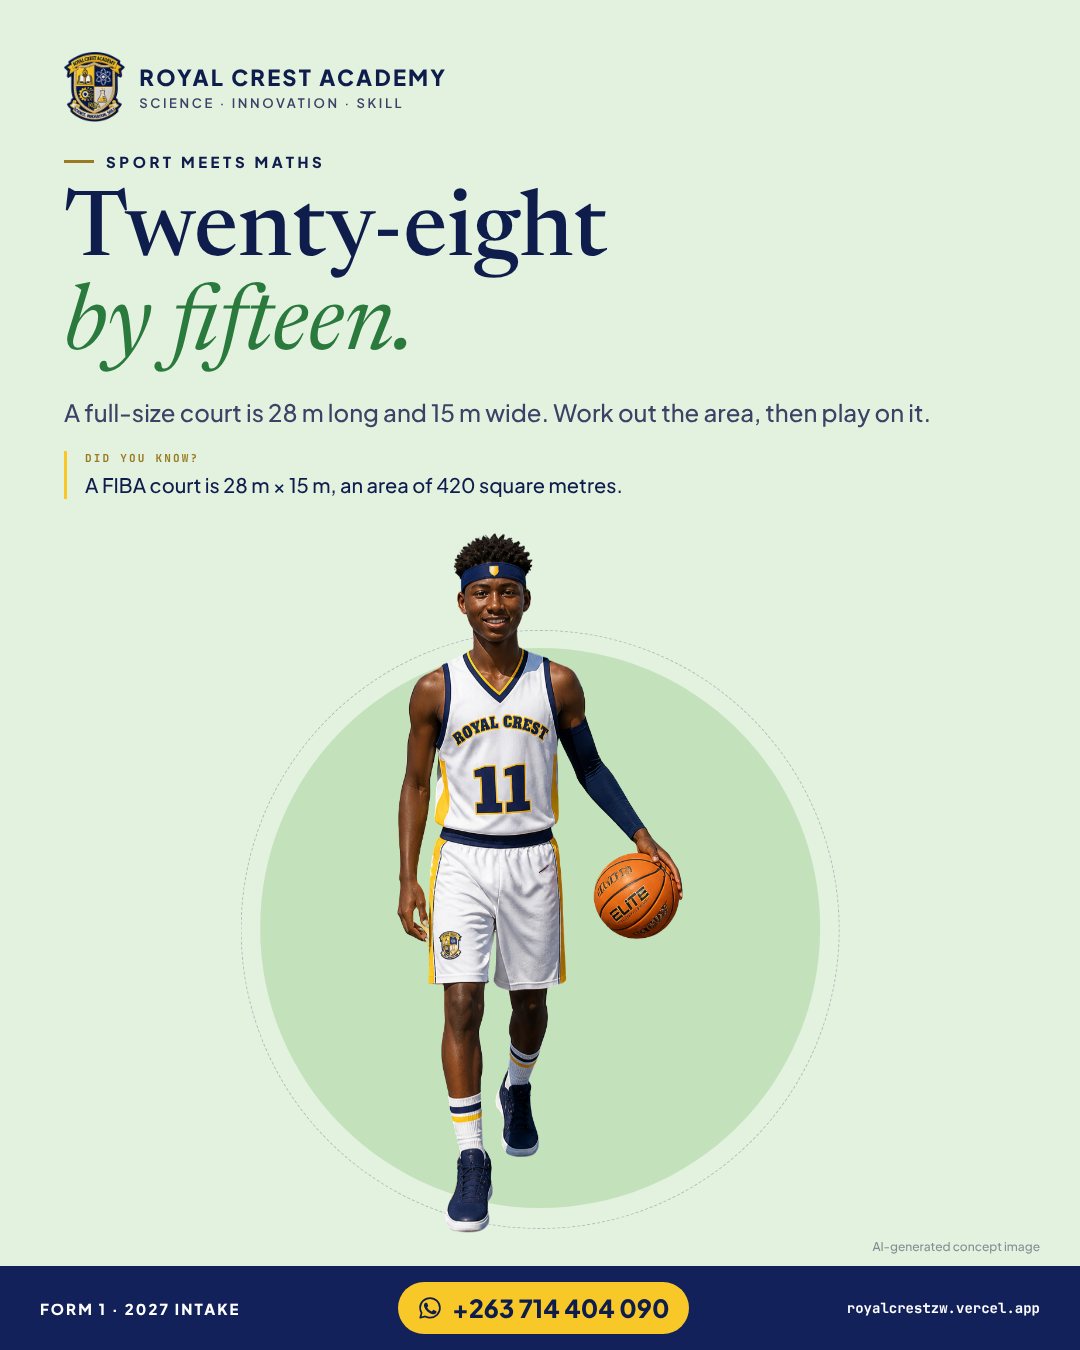 ROYAL CREST ACADEMY
SCIENCE · INNOVATION · SKILL
SPORT MEETS MATHS
Twenty-eight
by fifteen.
A full-size court is 28 m long and 15 m wide. Work out the area, then play on it.
DID YOU KNOW?
A FIBA court is 28 m × 15 m, an area of 420 square metres.
ROYAL CREST
11
ELITE
AI-generated concept image
FORM 1 · 2027 INTAKE
+263 714 404 090
royalcrestzw.vercel.app